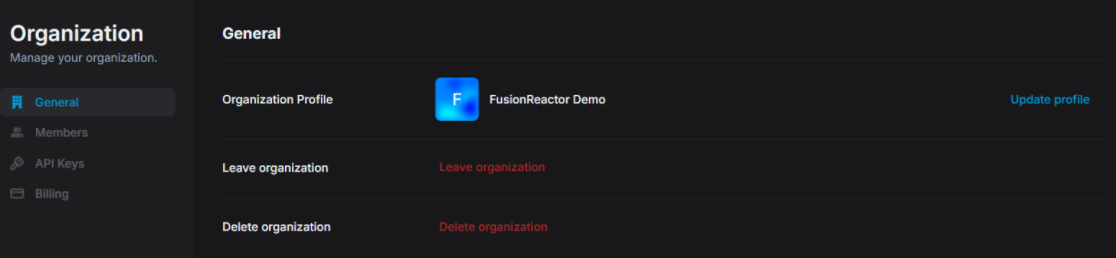 Organization
Manage your organization.
General
Members
API Keys
Billing
General
Organization Profile
F
FusionReactor Demo
Update profile
Leave organization
Leave organization
Delete organization
Delete organization